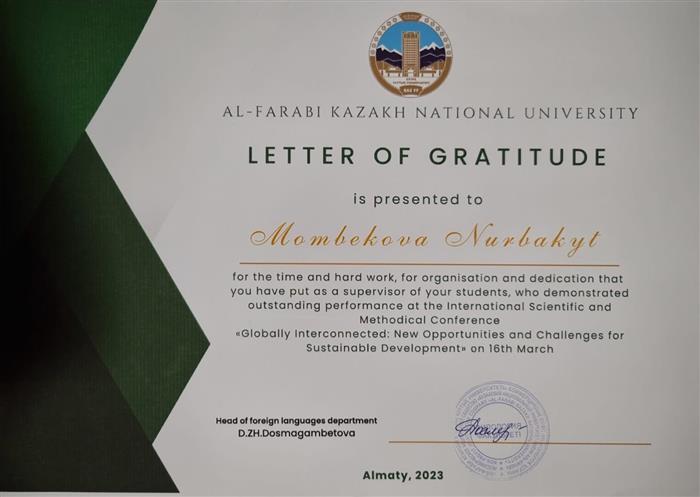 AL-FARABI KAZAKH NATIONAL UNIVERSITY
LETTER OF GRATITUDE
is presented to
Mombekova Nurbakyt
for the time and hard work, for organisation and dedication that
you have put as a supervisor of your students, who demonstrated
outstanding performance at the International Scientific and
Methodical Conference
«Globally Interconnected: New Opportunities and Challenges for
Sustainable Development» on 16th March
Head of foreign languages department
D.ZH.Dosmagambetova
Almaty, 2023